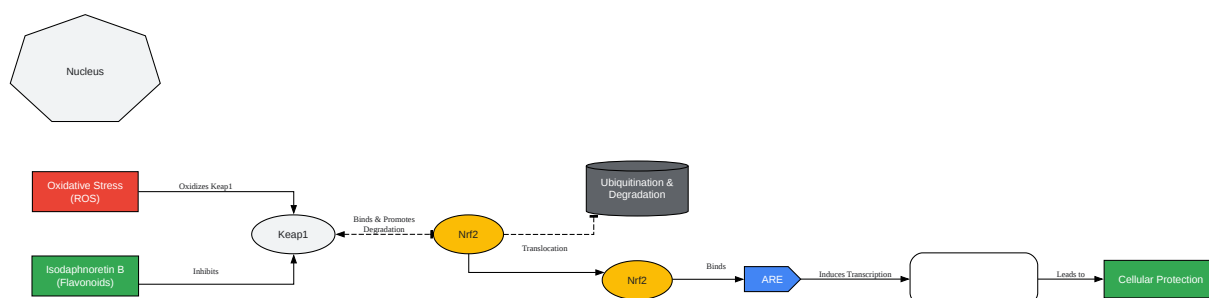 Nucleus
Oxidative Stress
(ROS)
Oxidizes Keap1
Ubiquitination &
Degradation
Keap1
Binds & Promotes
Degradation
Nrf2
Translocation
Isodaphnoretin B
(Flavonoids)
Inhibits
Nrf2
Binds
ARE
Induces Transcription
Leads to
Cellular Protection